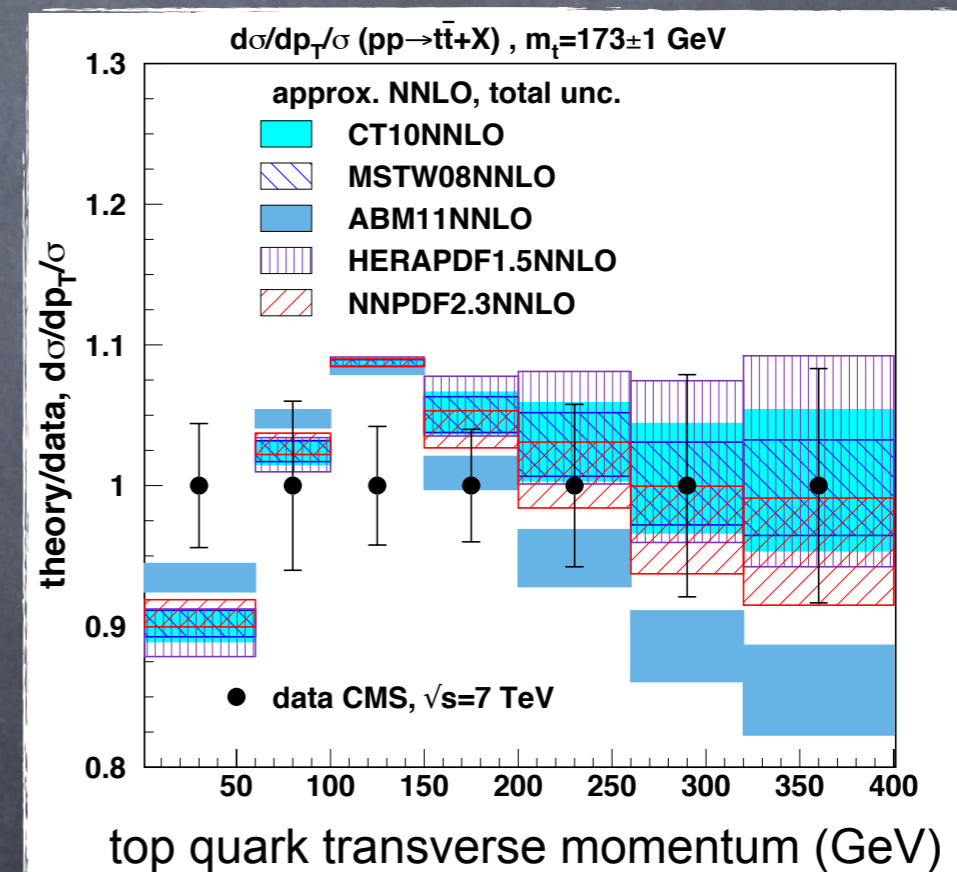 dσ/dp_T/σ (pp→tt̄+X) , m_t=173±1 GeV
1.3
approx. NNLO, total unc.
CT10NNLO
MSTW08NNLO
1.2
ABM11NNLO
HERAPDF1.5NNLO
NNPDF2.3NNLO
1.1
1
0.9
0.8
theory/data, dσ/dp_T/σ
data CMS, √s=7 TeV
50 100 150 200 250 300 350 400
top quark transverse momentum (GeV)